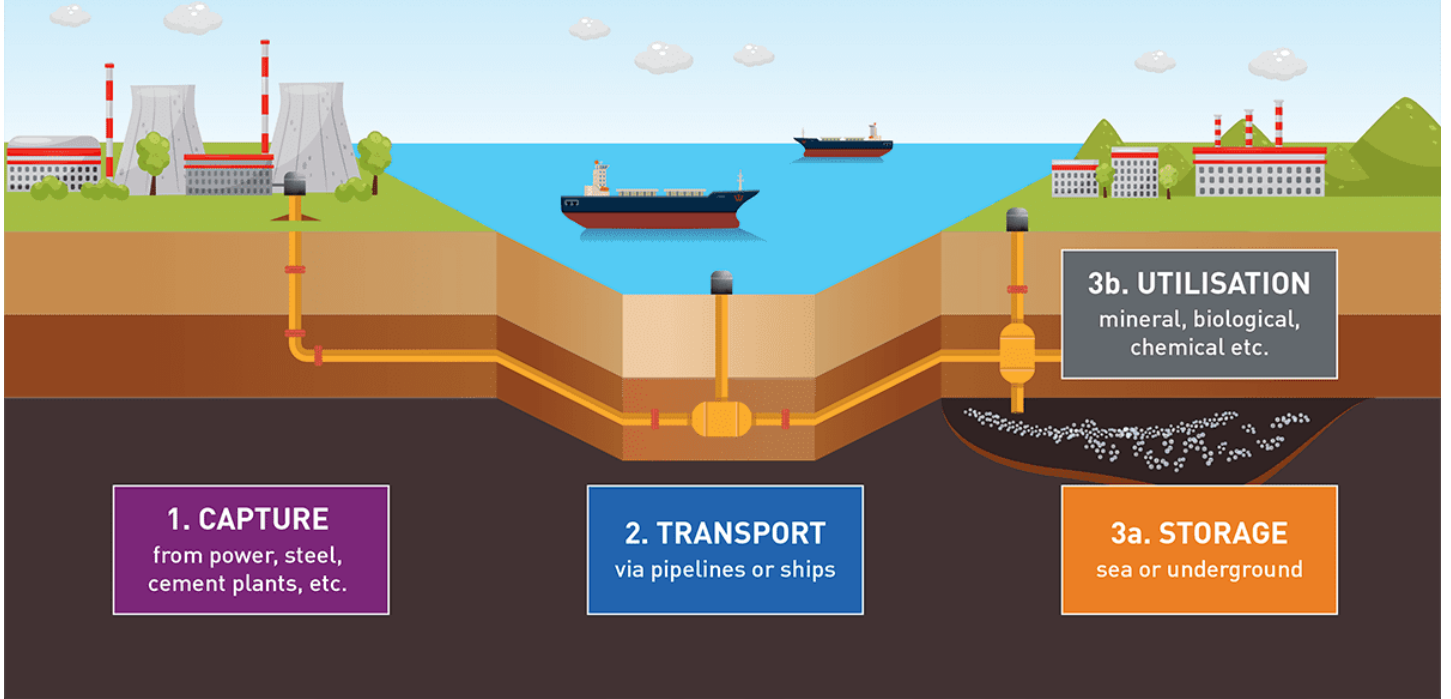 1. CAPTURE
from power, steel,
cement plants, etc.
2. TRANSPORT
via pipelines or ships
3a. STORAGE
sea or underground
3b. UTILISATION
mineral, biological,
chemical etc.